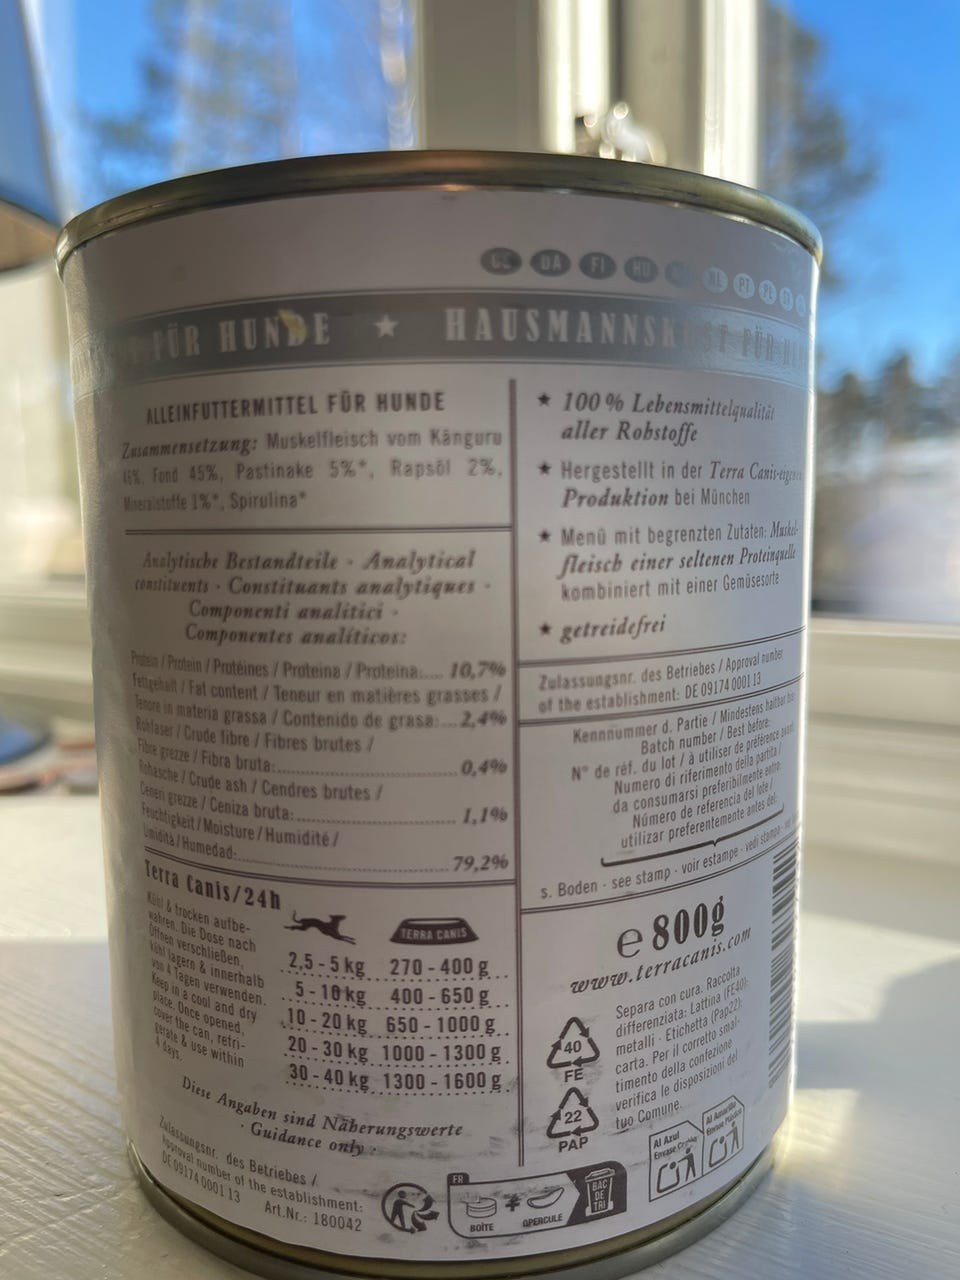 DA FI HU NL PT PL
FÜR HUNDE ★ HAUSMANNSKOST FÜR
ALLEINFUTTERMITTEL FÜR HUNDE
Zusammensetzung: Muskelfleisch vom Känguru
46%, Fond 45%, Pastinake 5%*, Rapsöl 2%,
Mineralstoffe 1%*, Spirulina*
Analytische Bestandteile · Analytical
constituents · Constituants analytiques ·
Componenti analitici ·
Componentes analíticos:
Protein / Protein / Protéines / Proteina / Proteina:.... 10,7%
Fettgehalt / Fat content / Teneur en matières grasses /
Tenore in materia grassa / Contenido de grasa:... 2,4%
Rohfaser / Crude fibre / Fibres brutes /
Fibre grezze / Fibra bruta:.... 0,4%
Rohasche / Crude ash / Cendres brutes /
Ceneri grezze / Ceniza bruta:.... 1,1%
Feuchtigkeit / Moisture / Humidité /
Umidità / Humedad:.... 79,2%
Terra Canis/24h
Kühl & trocken aufbe-
wahren. Die Dose nach
Öffnen verschließen,
kühl lagern & innerhalb
von 4 Tagen verwenden.
Keep in a cool and dry
place. Once opened,
cover the can, refri-
gerate & use within
4 days.
TERRA CANIS
2,5 - 5 kg 270 - 400 g
5 - 10 kg 400 - 650 g
10 - 20 kg 650 - 1000 g
20 - 30 kg 1000 - 1300 g
30 - 40 kg 1300 - 1600 g
Diese Angaben sind Näherungswerte
· Guidance only ·
Zulassungsnr. des Betriebes /
Approval number of the establishment:
DE 09174 0001 13
Art.Nr.: 180042
★ 100 % Lebensmittelqualität
aller Rohstoffe
★ Hergestellt in der Terra Canis-eigenen
Produktion bei München
★ Menü mit begrenzten Zutaten: Muskel-
fleisch einer seltenen Proteinquelle
kombiniert mit einer Gemüsesorte
★ getreidefrei
Zulassungsnr. des Betriebes / Approval number
of the establishment: DE 09174 0001 13
Kennnummer d. Partie / Mindestens haltbar bis:
Batch number / Best before:
N° de réf. du lot / à utiliser de préférence avant:
Numero di riferimento della partita /
da consumarsi preferibilmente entro:
Número de referencia del lote /
utilizar preferentemente antes del:
s. Boden · see stamp · voir estampe · vedi stampa ·
e 800g
www.terracanis.com
40
FE
22
PAP
Separa con cura. Raccolta
differenziata: Lattina (FE40):
metalli · Etichetta (Pap22):
carta. Per il corretto smal-
timento della confezione
verifica le disposizioni del
tuo Comune.
Al Azul
Envase Cartón
Al Amarillo
Envase Plástico
FR
BOÎTE + OPERCULE
BAC
DE
TRI